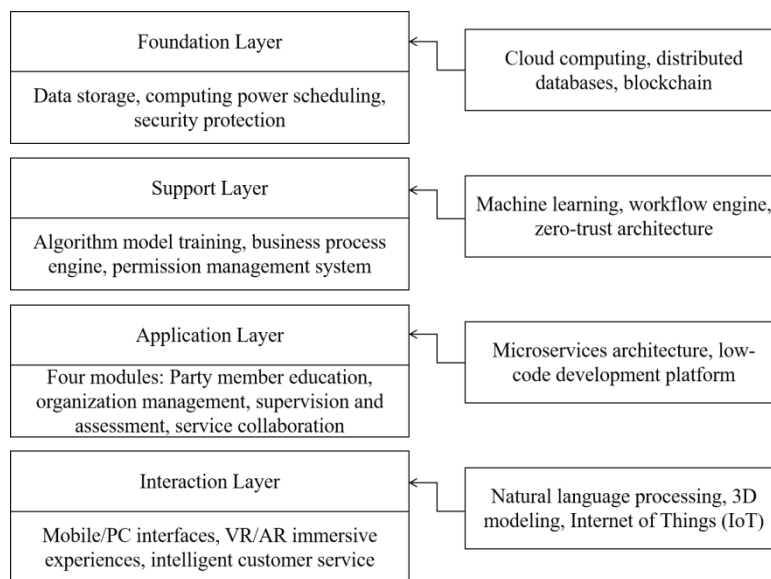 Foundation Layer
Data storage, computing power scheduling,
security protection
Cloud computing, distributed
databases, blockchain
Support Layer
Algorithm model training, business process
engine, permission management system
Machine learning, workflow engine,
zero-trust architecture
Application Layer
Four modules: Party member education,
organization management, supervision and
assessment, service collaboration
Microservices architecture, low-
code development platform
Interaction Layer
Mobile/PC interfaces, VR/AR immersive
experiences, intelligent customer service
Natural language processing, 3D
modeling, Internet of Things (IoT)